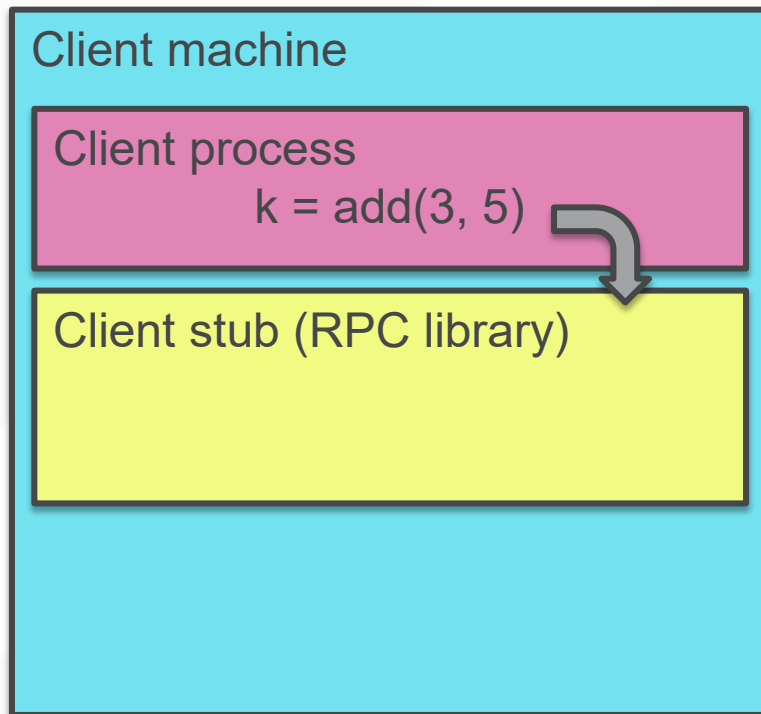 Client machine
Client process
k = add(3, 5)
Client stub (RPC library)